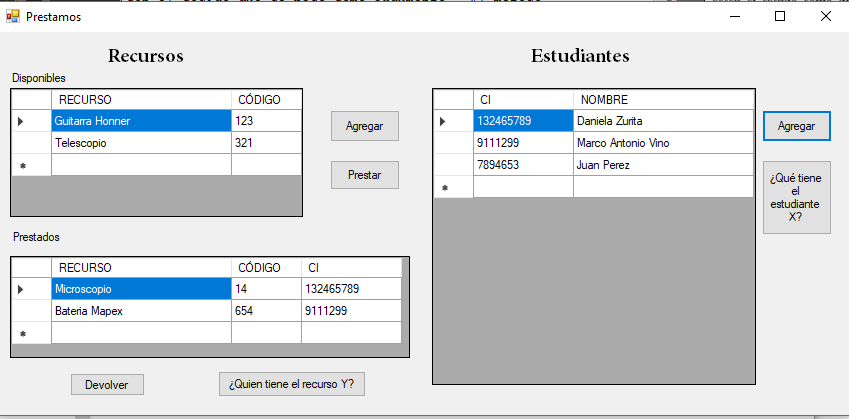 Prestamos
Recursos
Disponibles
RECURSO CÓDIGO
Guitarra Honner 123
Telescopio 321
Agregar
Prestar
Prestados
RECURSO CÓDIGO CI
Microscopio 14 132465789
Bateria Mapex 654 9111299
Devolver
¿Quien tiene el recurso Y?
Estudiantes
CI NOMBRE
132465789 Daniela Zurita
9111299 Marco Antonio Vino
7894653 Juan Perez
Agregar
¿Qué tiene
el
estudiante
X?